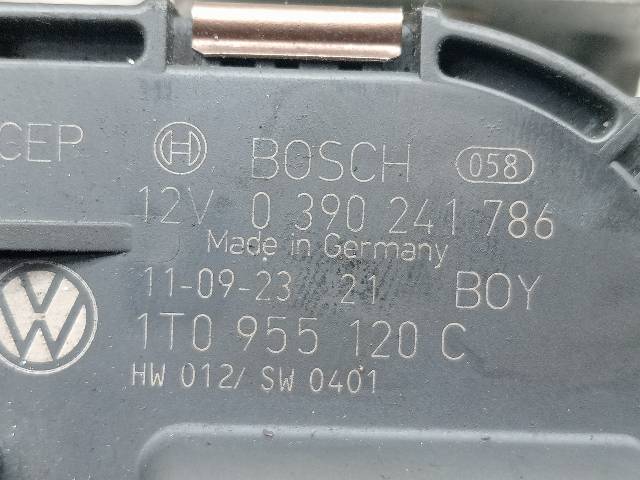 CEP BOSCH 058
12V 0 390 241 786
Made in Germany
11-09-23 21 BOY
1T0 955 120 C
HW 012/ SW 0401